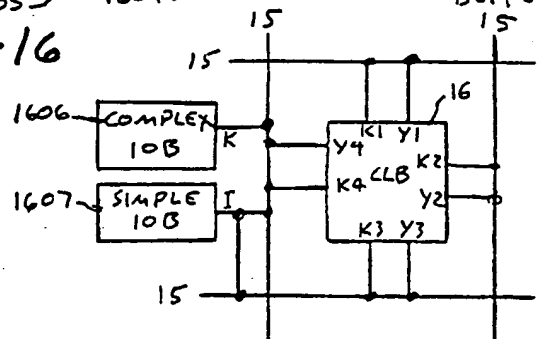 15
15
16
15
16
1606 COMPLEX K
IOB
K1 Y1
Y4 K2
CLB
K4 Y2
1607 SIMPLE I
IOB
K3 Y3
15